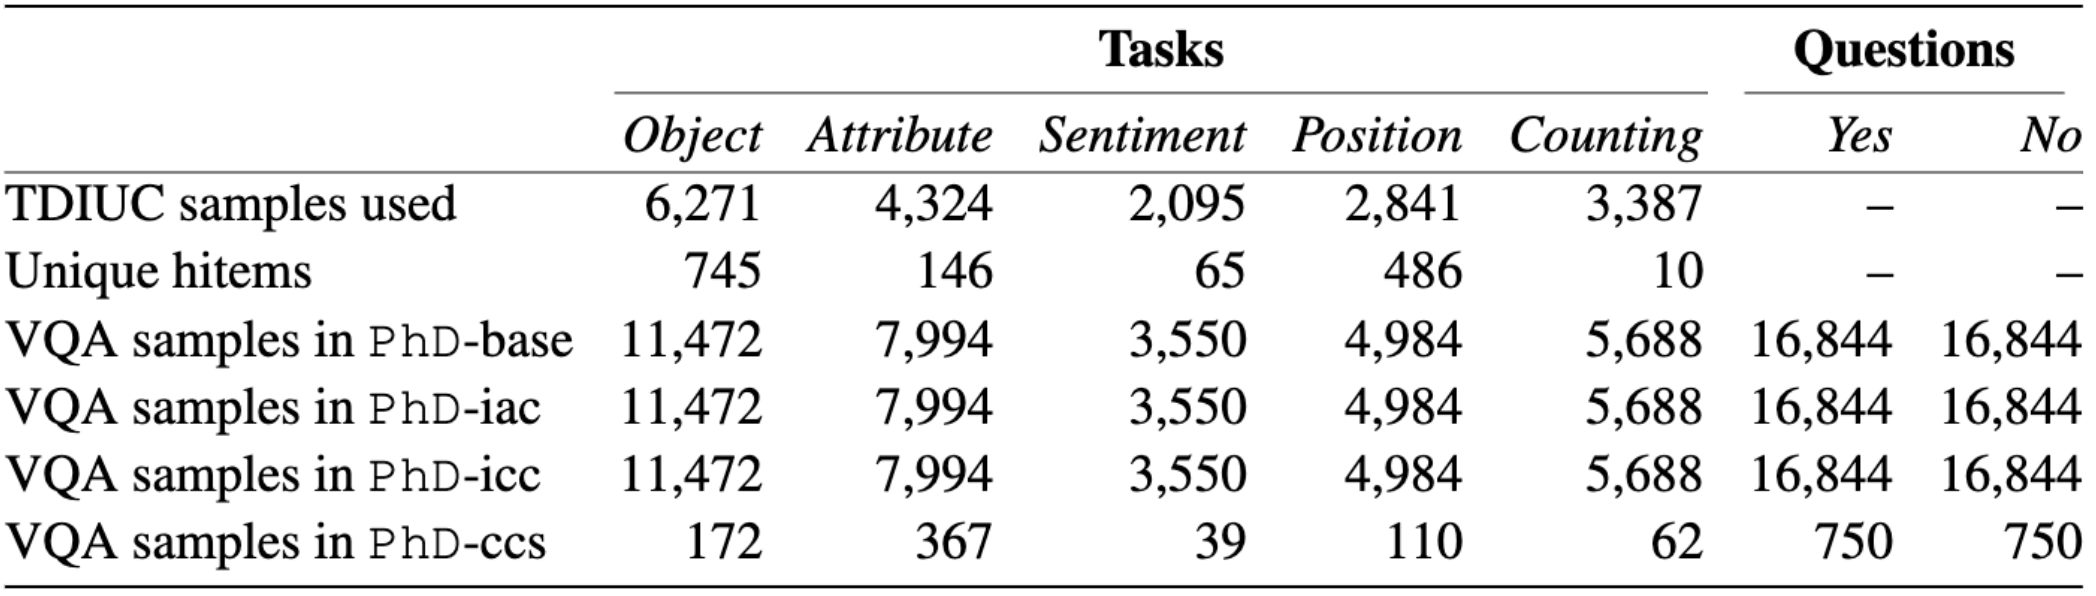 Tasks Questions
Object Attribute Sentiment Position Counting Yes No
TDIUC samples used 6,271 4,324 2,095 2,841 3,387 – –
Unique hitems 745 146 65 486 10 – –
VQA samples in PhD-base 11,472 7,994 3,550 4,984 5,688 16,844 16,844
VQA samples in PhD-iac 11,472 7,994 3,550 4,984 5,688 16,844 16,844
VQA samples in PhD-icc 11,472 7,994 3,550 4,984 5,688 16,844 16,844
VQA samples in PhD-ccs 172 367 39 110 62 750 750